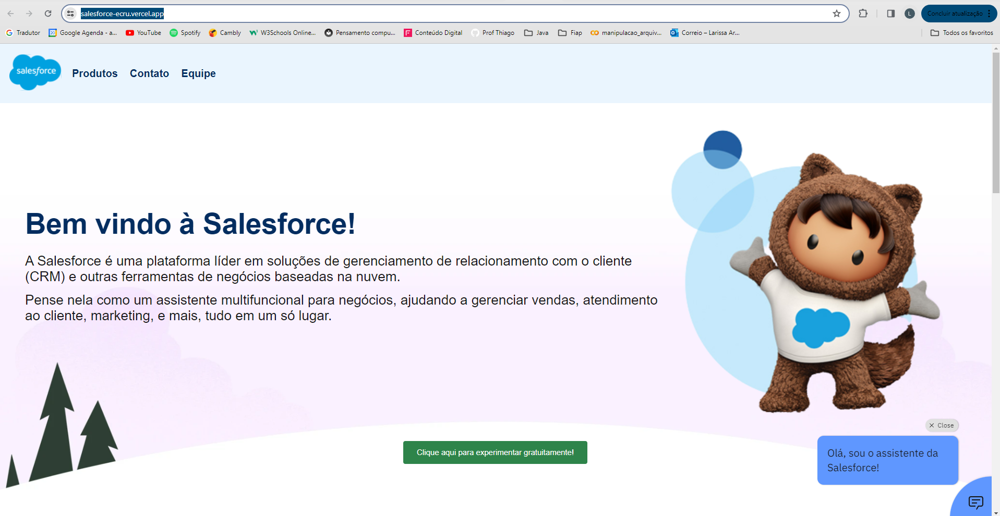 salesforce-ecru.vercel.app
L
Concluir atualização
Tradutor
Google Agenda - a...
YouTube
Spotify
Cambly
W3Schools Online...
Pensamento compu...
Conteúdo Digital
Prof Thiago
Java
Fiap
manipulacao_arquiv...
Correio – Larissa Ar...
Todos os favoritos
salesforce
Produtos
Contato
Equipe
Bem vindo à Salesforce!
A Salesforce é uma plataforma líder em soluções de gerenciamento de relacionamento com o cliente
(CRM) e outras ferramentas de negócios baseadas na nuvem.
Pense nela como um assistente multifuncional para negócios, ajudando a gerenciar vendas, atendimento
ao cliente, marketing, e mais, tudo em um só lugar.
Close
Clique aqui para experimentar gratuitamente!
Olá, sou o assistente da
Salesforce!